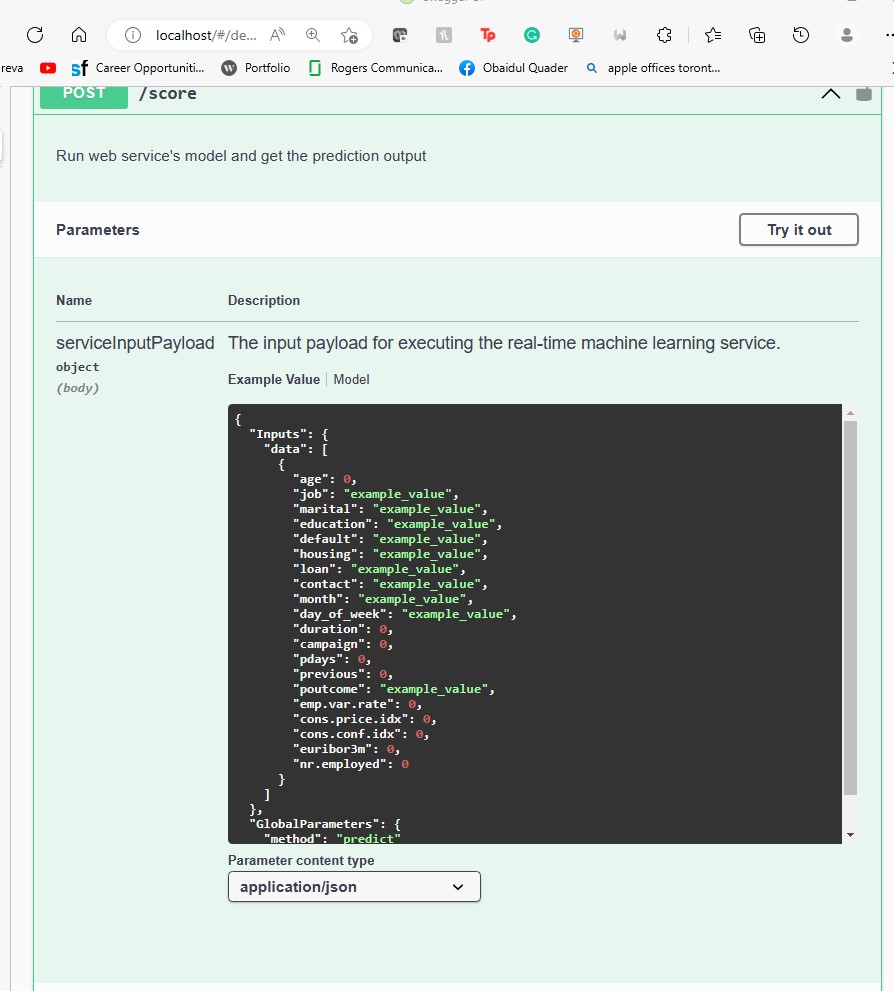 localhost/#/de...
reva
Career Opportuniti...
Portfolio
Rogers Communica...
Obaidul Quader
apple offices toront...
POST /score
Run web service's model and get the prediction output
Parameters
Try it out
Name Description
serviceInputPayload The input payload for executing the real-time machine learning service.
object
(body)
Example Value Model
{
"Inputs": {
"data": [
{
"age": 0,
"job": "example_value",
"marital": "example_value",
"education": "example_value",
"default": "example_value",
"housing": "example_value",
"loan": "example_value",
"contact": "example_value",
"month": "example_value",
"day_of_week": "example_value",
"duration": 0,
"campaign": 0,
"pdays": 0,
"previous": 0,
"poutcome": "example_value",
"emp.var.rate": 0,
"cons.price.idx": 0,
"cons.conf.idx": 0,
"euribor3m": 0,
"nr.employed": 0
}
]
},
"GlobalParameters": {
"method": "predict"
Parameter content type
application/json